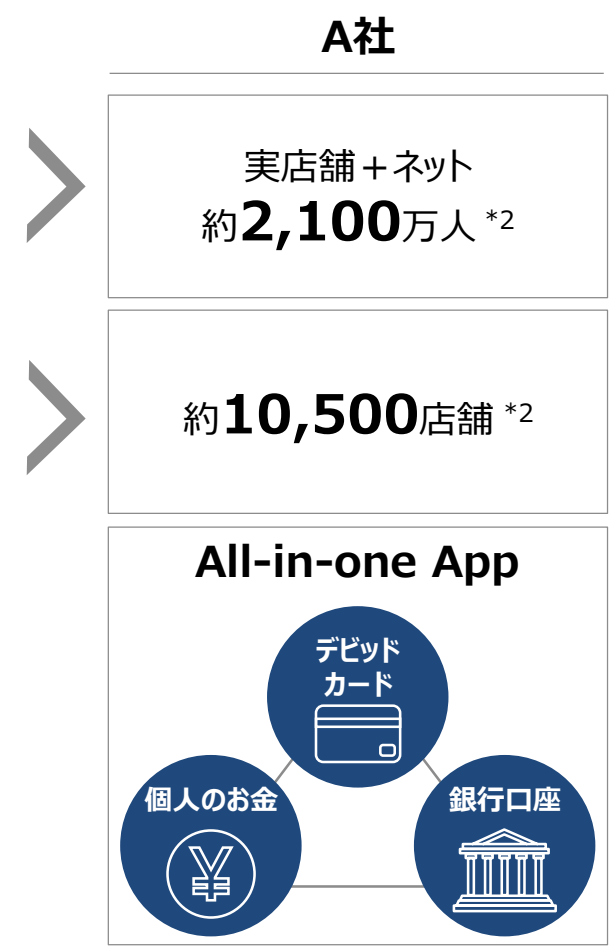 A社
実店舗+ネット
約2,100万人 *2
約10,500店舗 *2
All-in-one App
デビッド
カード
個人のお金
銀行口座